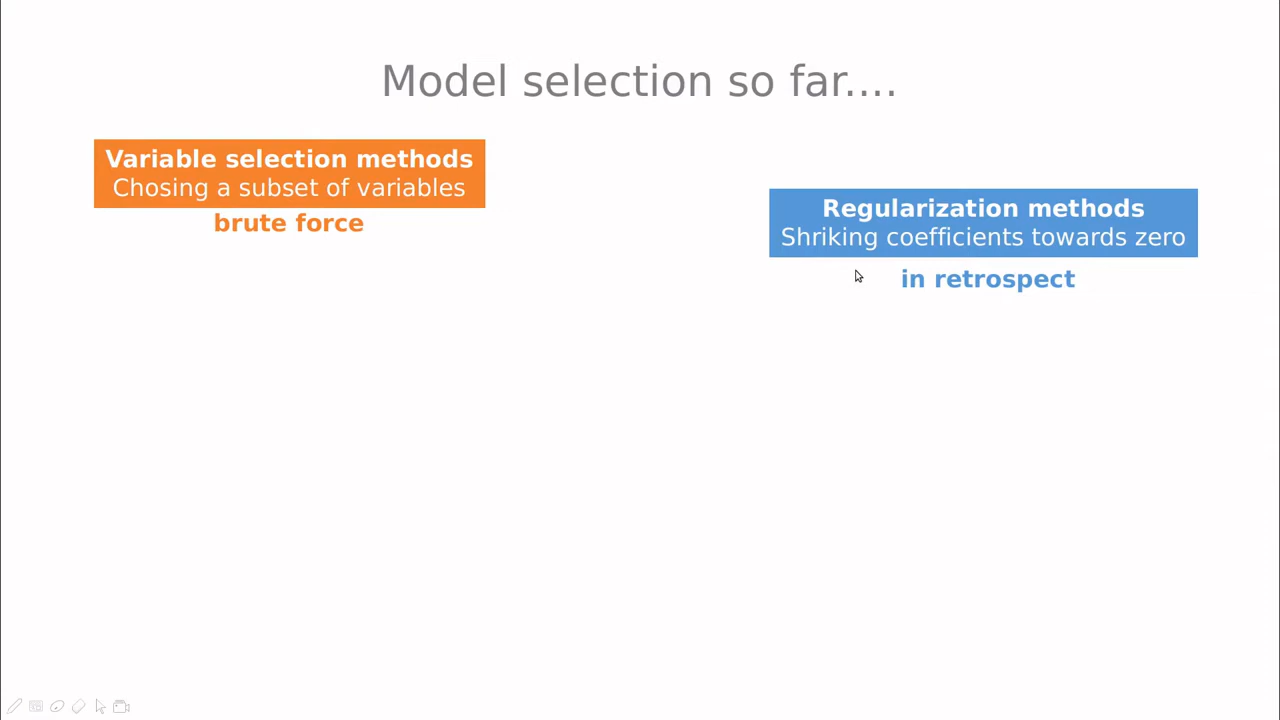 Model selection so far....
Variable selection methods
Chosing a subset of variables
brute force
Regularization methods
Shriking coefficients towards zero
in retrospect